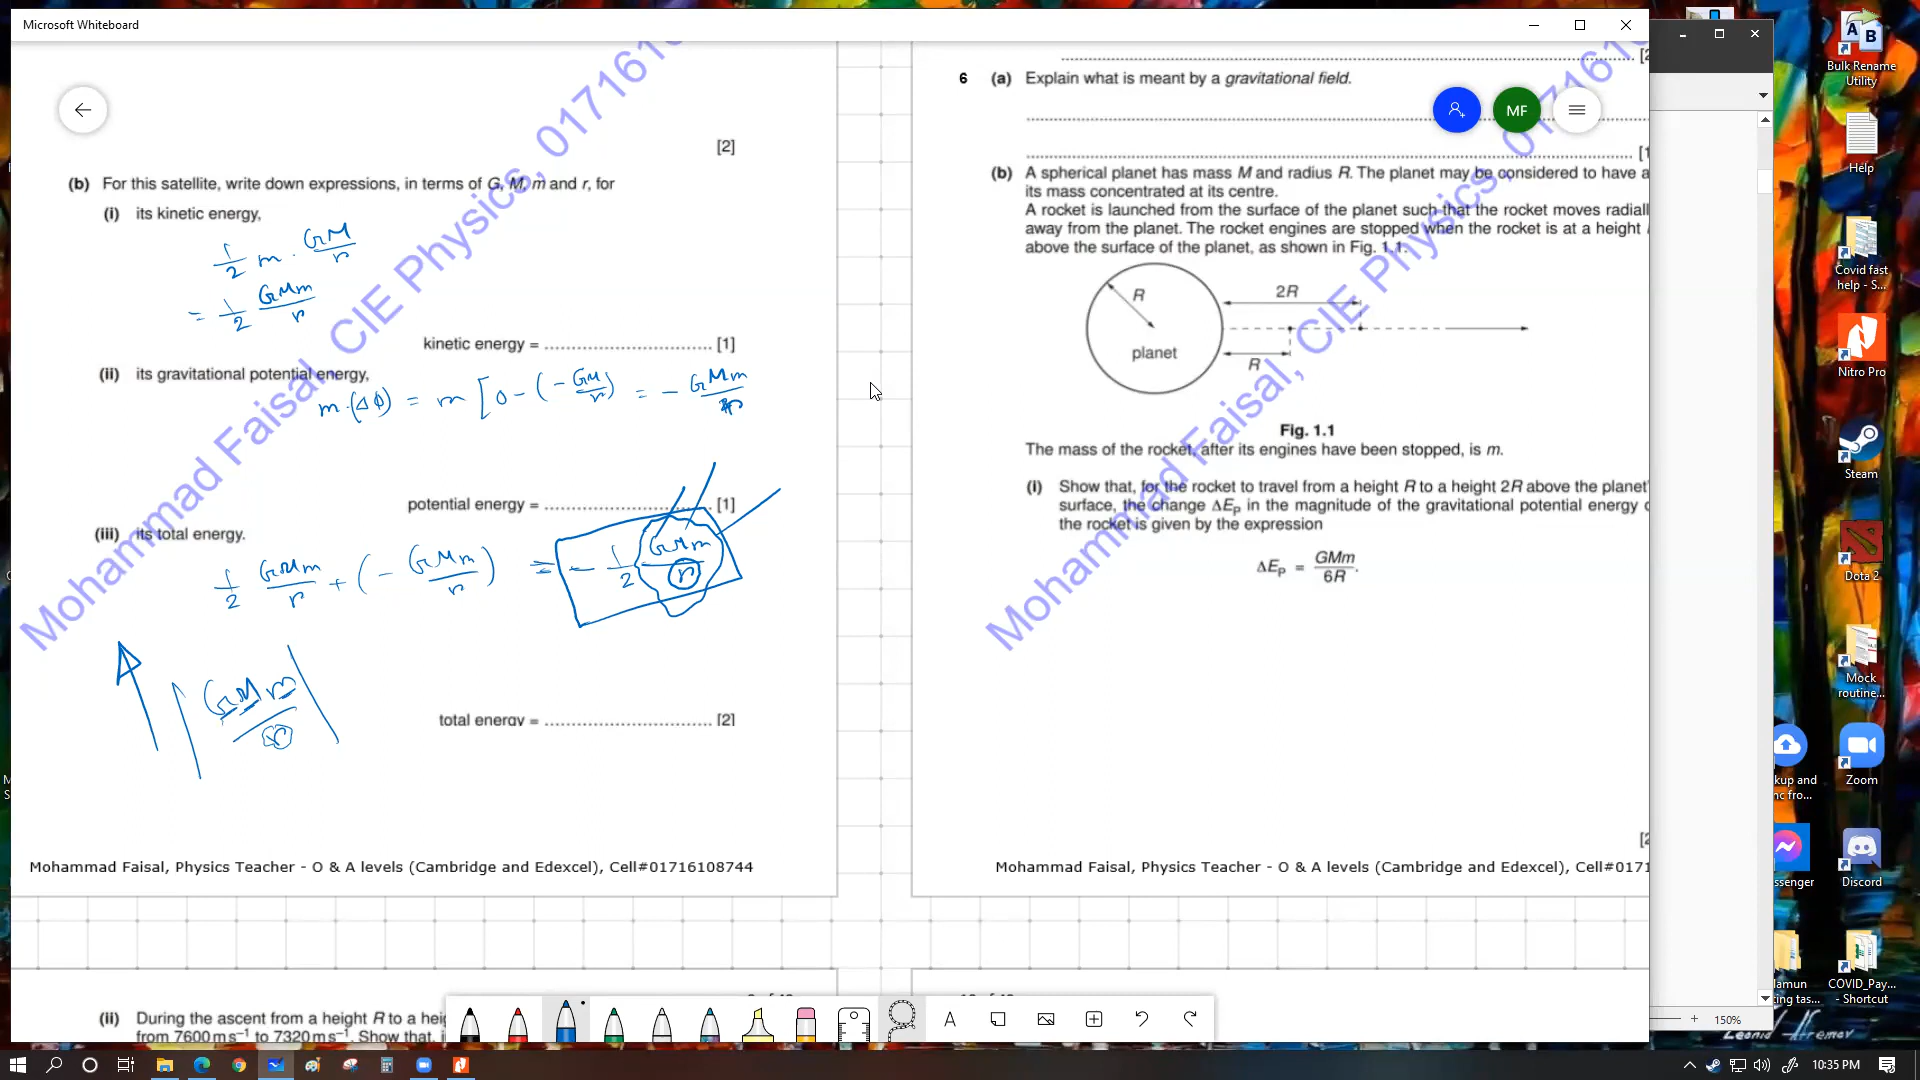 Microsoft Whiteboard
[2]
(b) For this satellite, write down expressions, in terms of G, M, m and r, for
(i) its kinetic energy,
1/2 m · GM/r
= 1/2 GMm/r
kinetic energy = ........................................ [1]
(ii) its gravitational potential energy,
m·(ΔΦ) = m [0 - (- GM/r) = - GMm/r
potential energy = ........................................ [1]
(iii) its total energy.
1/2 GMm/r + (- GMm/r) = - 1/2 GMm/r
|GMm/r|
total energy = ........................................ [2]
Mohammad Faisal, Physics Teacher - O & A levels (Cambridge and Edexcel), Cell#01716108744
Mohammad Faisal, CIE Physics, 017161
(ii) During the ascent from a height R to a hei
from 7600 m s⁻¹ to 7320 m s⁻¹. Show that,
6 (a) Explain what is meant by a gravitational field.
MF
(b) A spherical planet has mass M and radius R. The planet may be considered to have a
its mass concentrated at its centre.
A rocket is launched from the surface of the planet such that the rocket moves radiall
away from the planet. The rocket engines are stopped when the rocket is at a height
above the surface of the planet, as shown in Fig. 1.1.
R
2R
planet
R
Fig. 1.1
The mass of the rocket, after its engines have been stopped, is m.
(i) Show that, for the rocket to travel from a height R to a height 2R above the planet'
surface, the change ΔEP in the magnitude of the gravitational potential energy o
the rocket is given by the expression
ΔEP = GMm/6R.
[2
Mohammad Faisal, Physics Teacher - O & A levels (Cambridge and Edexcel), Cell#0171
Mohammad Faisal, CIE Physics, 017161
Bulk Rename
Utility
Help
Covid fast
help - S...
Nitro Pro
Steam
Dota 2
Mock
routine...
kup and
nc fro...
Zoom
ssenger
Discord
lamun
ing tas...
COVID_Pay...
- Shortcut
150%
Leonid Afremov
10:35 PM